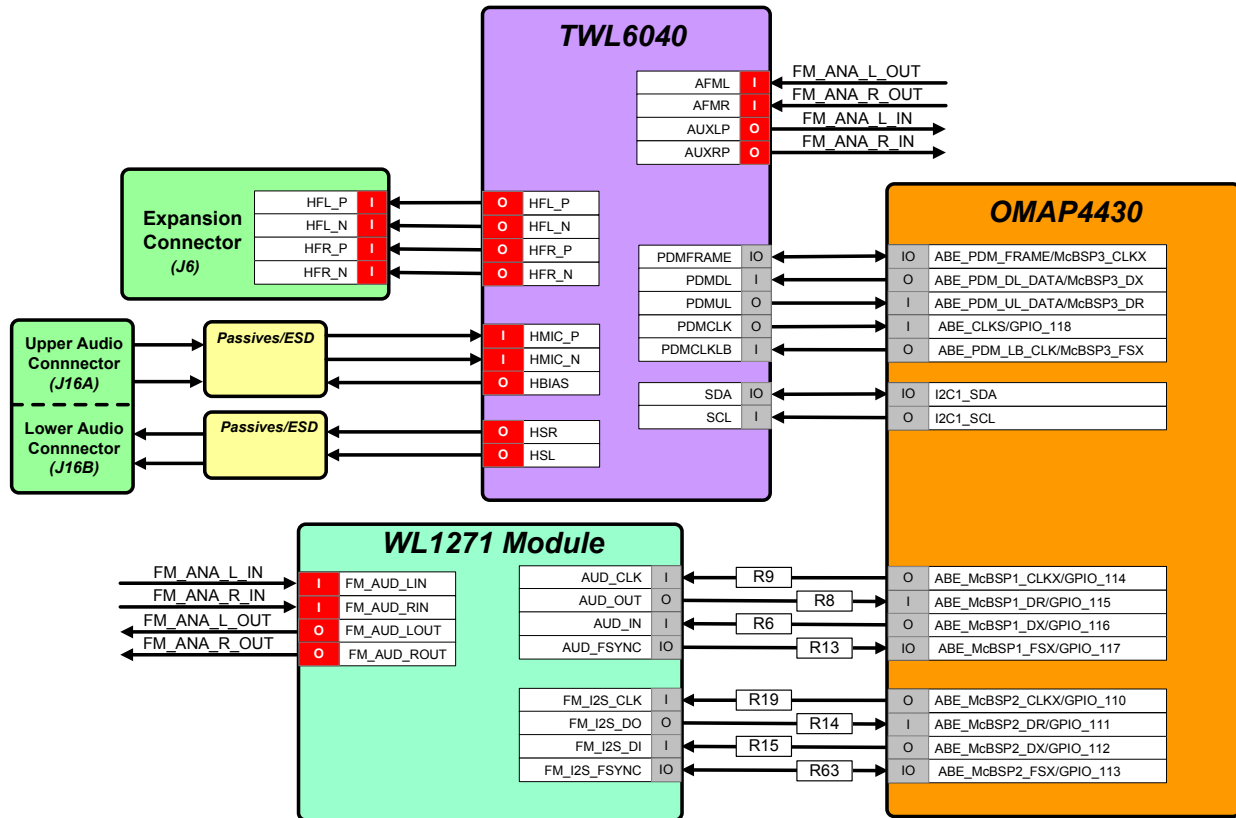 TWL6040
AFML I FM_ANA_L_OUT
AFMR I FM_ANA_R_OUT
AUXLP O FM_ANA_L_IN
AUXRP O FM_ANA_R_IN
Expansion
Connector
(J6)
HFL_P I O HFL_P
HFL_N I O HFL_N
HFR_P I O HFR_P
HFR_N I O HFR_N
OMAP4430
PDMFRAME IO IO ABE_PDM_FRAME/McBSP3_CLKX
PDMDL I O ABE_PDM_DL_DATA/McBSP3_DX
PDMUL O I ABE_PDM_UL_DATA/McBSP3_DR
PDMCLK O I ABE_CLKS/GPIO_118
PDMCLKLB I O ABE_PDM_LB_CLK/McBSP3_FSX
SDA IO IO I2C1_SDA
SCL I O I2C1_SCL
Upper Audio
Connnector
(J16A)
Passives/ESD
I HMIC_P
I HMIC_N
O HBIAS
Lower Audio
Connnector
(J16B)
Passives/ESD
O HSR
O HSL
WL1271 Module
FM_ANA_L_IN I FM_AUD_LIN
FM_ANA_R_IN I FM_AUD_RIN
FM_ANA_L_OUT O FM_AUD_LOUT
FM_ANA_R_OUT O FM_AUD_ROUT
AUD_CLK I R9 O ABE_McBSP1_CLKX/GPIO_114
AUD_OUT O R8 I ABE_McBSP1_DR/GPIO_115
AUD_IN I R6 O ABE_McBSP1_DX/GPIO_116
AUD_FSYNC IO R13 IO ABE_McBSP1_FSX/GPIO_117
FM_I2S_CLK I R19 O ABE_McBSP2_CLKX/GPIO_110
FM_I2S_DO O R14 I ABE_McBSP2_DR/GPIO_111
FM_I2S_DI I R15 O ABE_McBSP2_DX/GPIO_112
FM_I2S_FSYNC IO R63 IO ABE_McBSP2_FSX/GPIO_113